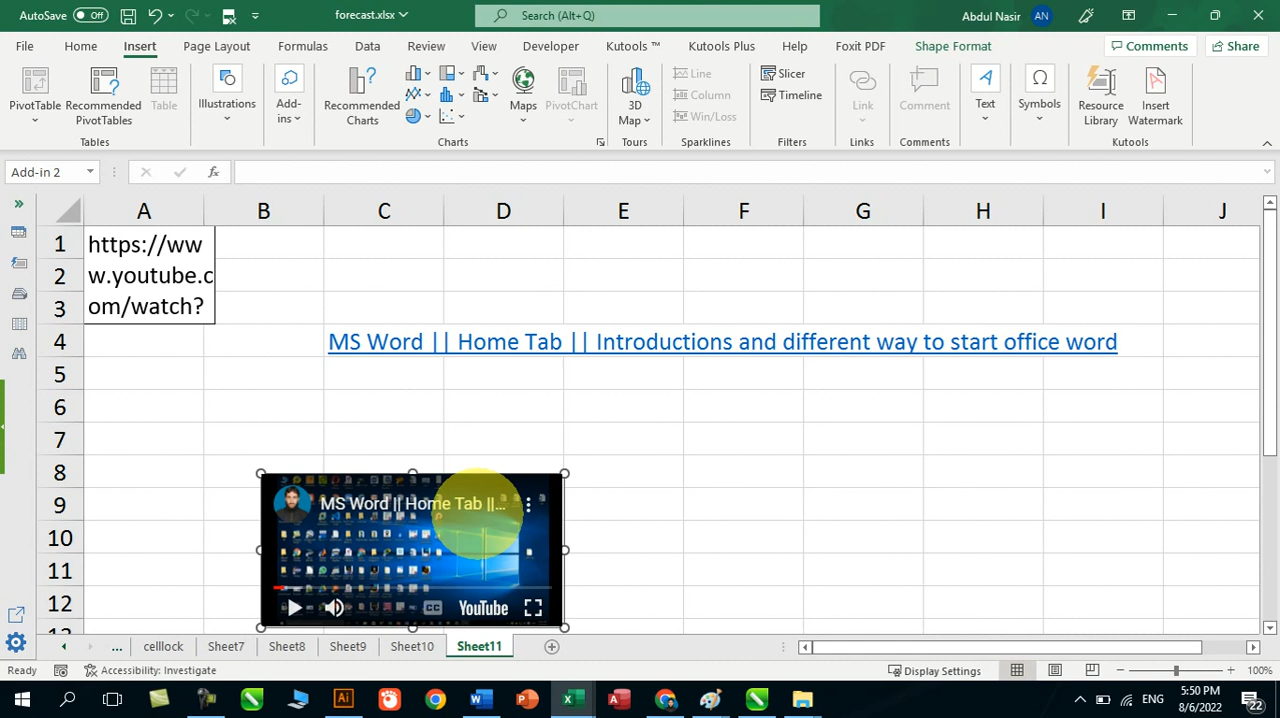 AutoSave Off forecast.xlsx Search (Alt+Q) Abdul Nasir AN
File Home Insert Page Layout Formulas Data Review View Developer Kutools ™ Kutools Plus Help Foxit PDF Shape Format Comments Share
PivotTable Recommended PivotTables Table Illustrations Add-ins Recommended Charts Maps PivotChart 3D Map Line Column Win/Loss Slicer Timeline Link Comment Text Symbols Resource Library Insert Watermark
Tables Charts Tours Sparklines Filters Links Comments Kutools
Add-in 2 fx
A B C D E F G H I J
1 https://ww
2 w.youtube.c
3 om/watch?
4 MS Word || Home Tab || Introductions and different way to start office word
5
6
7
8
9 MS Word || Home Tab ||...
10
11
12 CC YouTube
... celllock Sheet7 Sheet8 Sheet9 Sheet10 Sheet11
Ready Accessibility: Investigate Display Settings 100%
ENG 5:50 PM
8/6/2022 22